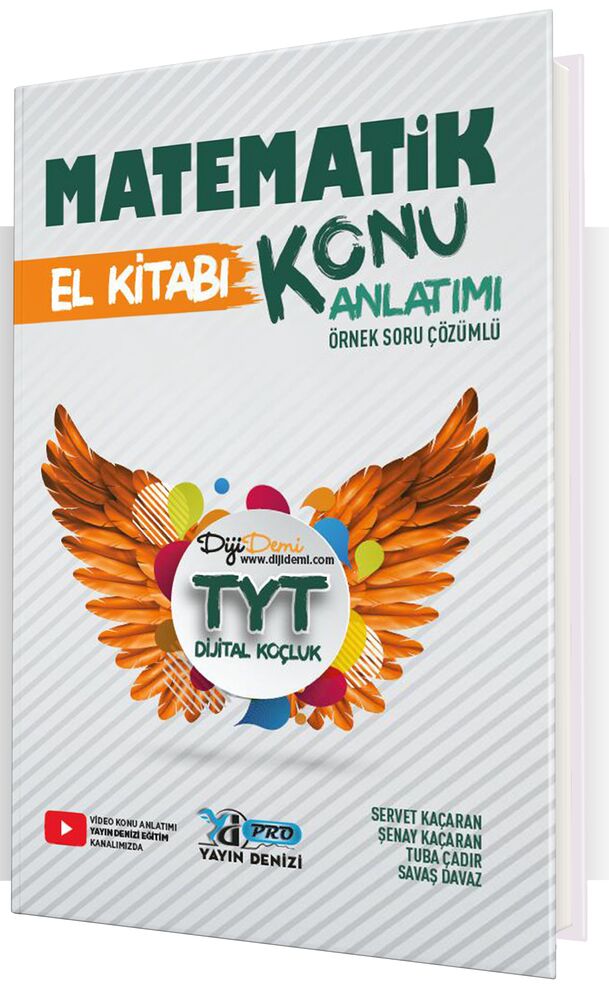 MATEMATİK
EL KİTABI
KONU
ANLATIMI
ÖRNEK SORU ÇÖZÜMLÜ
DijiDemi
www.dijidemi.com
TYT
DİJİTAL KOÇLUK
VİDEO KONU ANLATIMI
YAYIN DENİZİ EĞİTİM
KANALIMIZDA
PRO
YAYIN DENİZİ
SERVET KAÇARAN
ŞENAY KAÇARAN
TUBA ÇADIR
SAVAŞ DAVAZ